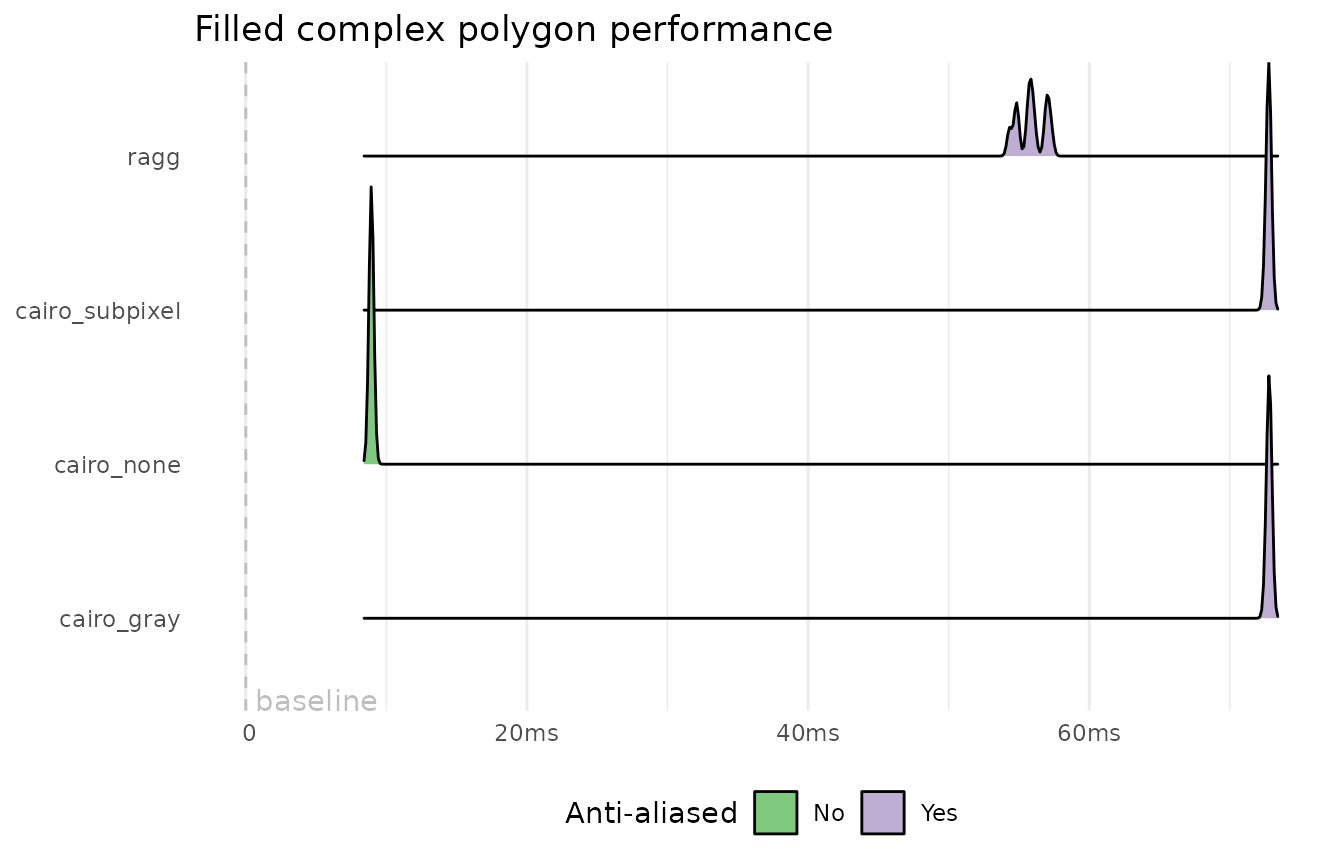 Filled complex polygon performance
ragg
cairo_subpixel
cairo_none
cairo_gray
baseline
0 20ms 40ms 60ms
Anti-aliased No Yes